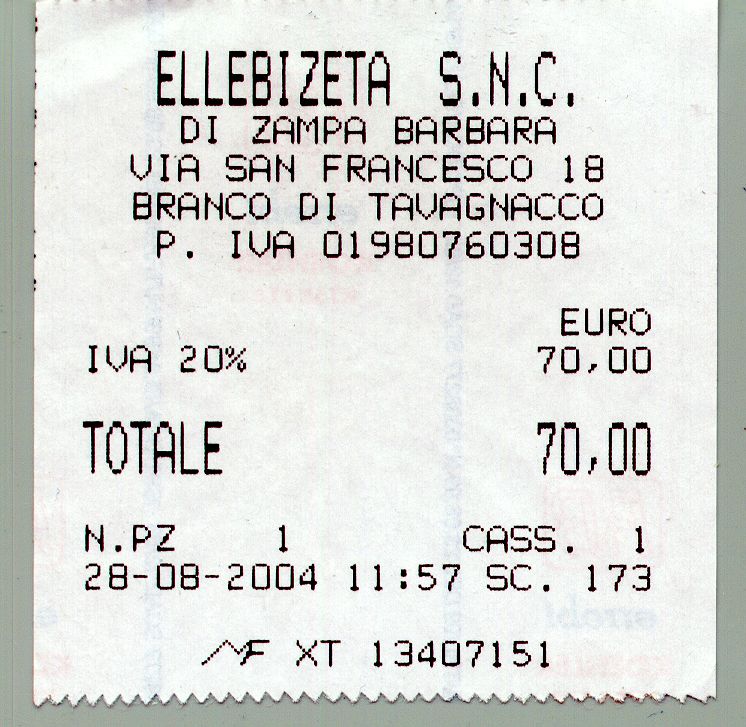 ELLEBIZETA S.N.C.
DI ZAMPA BARBARA
VIA SAN FRANCESCO 18
BRANCO DI TAVAGNACCO
P. IVA 01980760308
EURO
IVA 20% 70,00
TOTALE 70,00
N.PZ 1 CASS. 1
28-08-2004 11:57 SC. 173
MF XT 13407151